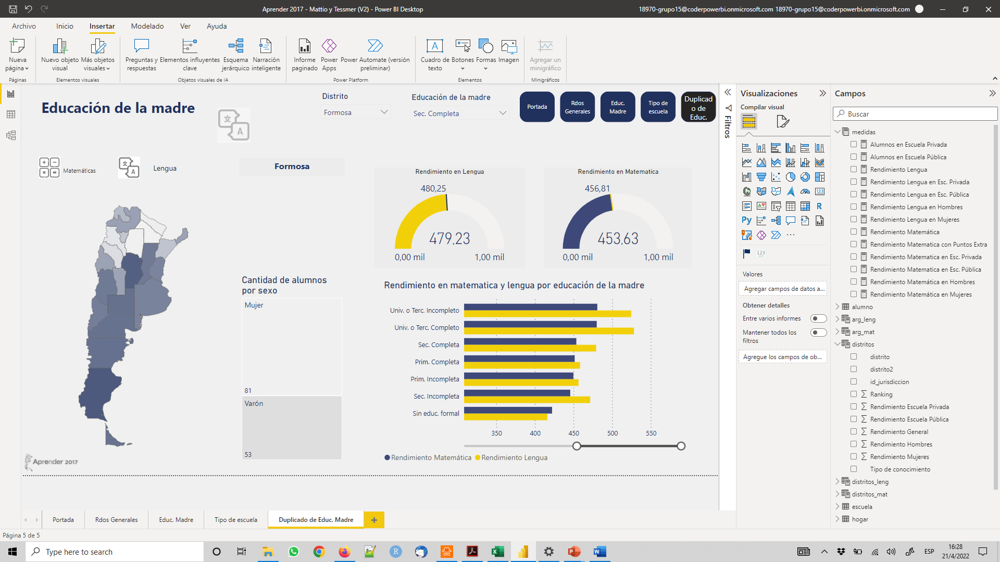 Aprender 2017 - Mattio y Tessmer (V2) - Power BI Desktop
18970-grupo15@coderpowerbi.onmicrosoft.com 18970-grupo15@coderpowerbi.onmicrosoft.com
Archivo
Inicio
Insertar
Modelado
Ver
Ayuda
Nueva
página
Nuevo objeto
visual
Más objetos
visuales
Preguntas y
respuestas
Elementos influyentes
clave
Esquema
jerárquico
Narración
inteligente
Informe
paginado
Power
Apps
Power Automate (versión
preliminar)
Cuadro de
texto
Botones
Formas
Imagen
Agregar un
minigráfico
Páginas
Elementos visuales
Objetos visuales de IA
Power Platform
Elementos
Minigráficos
Educación de la madre
Distrito
Formosa
Educación de la madre
Sec. Completa
Portada
Rdos
Generales
Educ.
Madre
Tipo de
escuela
Duplicad
o de
Educ.
Matemáticas
Lengua
Formosa
Rendimiento en Lengua
480,25
479,23
0,00 mil
1,00 mil
Rendimiento en Matematica
456,81
453,63
0,00 mil
1,00 mil
Cantidad de alumnos
por sexo
Mujer
81
Varón
53
Rendimiento en matematica y lengua por educación de la madre
Univ. o Terc. Incompleto
Univ. o Terc. Completo
Sec. Completa
Prim. Completa
Prim. Incompleta
Sec. Incompleta
Sin educ. formal
350
400
450
500
550
Rendimiento Matemática
Rendimiento Lengua
Aprender 2017
Filtros
Visualizaciones
Compilar visual
R
Py
123
123
Valores
Agregar campos de datos a...
Obtener detalles
Entre varios informes
Mantener todos los
filtros
Agregue los campos de ob...
Campos
Buscar
medidas
Alumnos en Escuela Privada
Alumnos en Escuela Pública
Rendimiento Lengua
Rendimiento Lengua en Esc. Privada
Rendimiento Lengua en Esc. Pública
Rendimiento Lengua en Hombres
Rendimiento Lengua en Mujeres
Rendimiento Matemática
Rendimiento Matematica con Puntos Extra
Rendimiento Matematica en Esc. Privada
Rendimiento Matematica en Esc. Pública
Rendimiento Matemática en Hombres
Rendimiento Matemática en Mujeres
alumno
arg_leng
arg_mat
distritos
distrito
distrito2
id_jurisdiccion
Ranking
Rendimiento Escuela Privada
Rendimiento Escuela Pública
Rendimiento General
Rendimiento Hombres
Rendimiento Mujeres
Tipo de conocimiento
distritos_leng
distritos_mat
escuela
hogar
Portada
Rdos Generales
Educ. Madre
Tipo de escuela
Duplicado de Educ. Madre
Página 5 de 5
Type here to search
ESP
16:28
21/4/2022